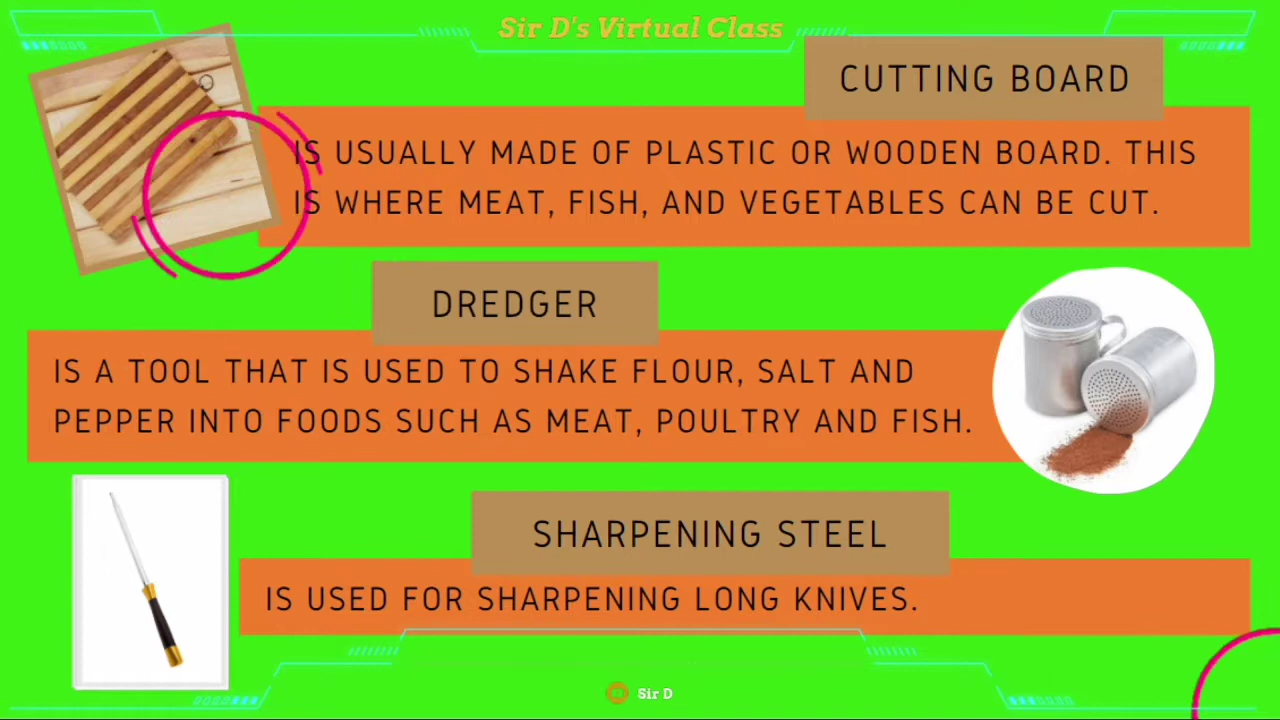 Sir D's Virtual Class
CUTTING BOARD
IS USUALLY MADE OF PLASTIC OR WOODEN BOARD. THIS
IS WHERE MEAT, FISH, AND VEGETABLES CAN BE CUT.
DREDGER
IS A TOOL THAT IS USED TO SHAKE FLOUR, SALT AND
PEPPER INTO FOODS SUCH AS MEAT, POULTRY AND FISH.
SHARPENING STEEL
IS USED FOR SHARPENING LONG KNIVES.
Sir D